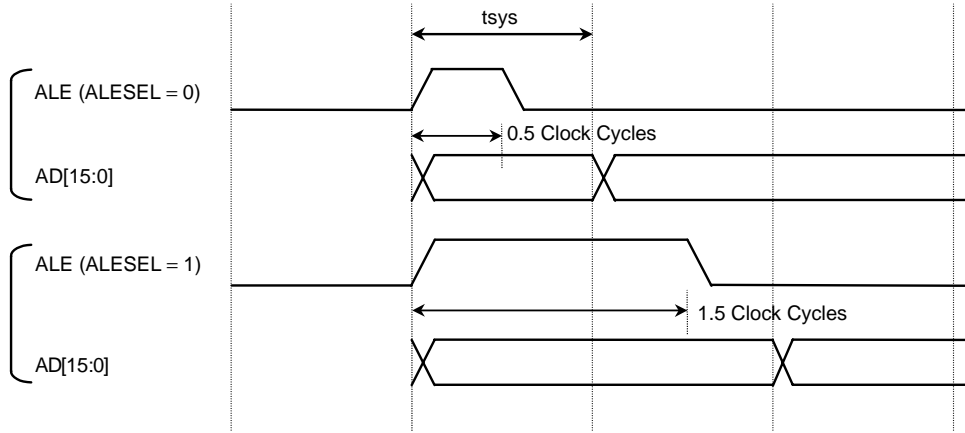 tsys
ALE (ALESEL = 0)
0.5 Clock Cycles
AD[15:0]
ALE (ALESEL = 1)
1.5 Clock Cycles
AD[15:0]